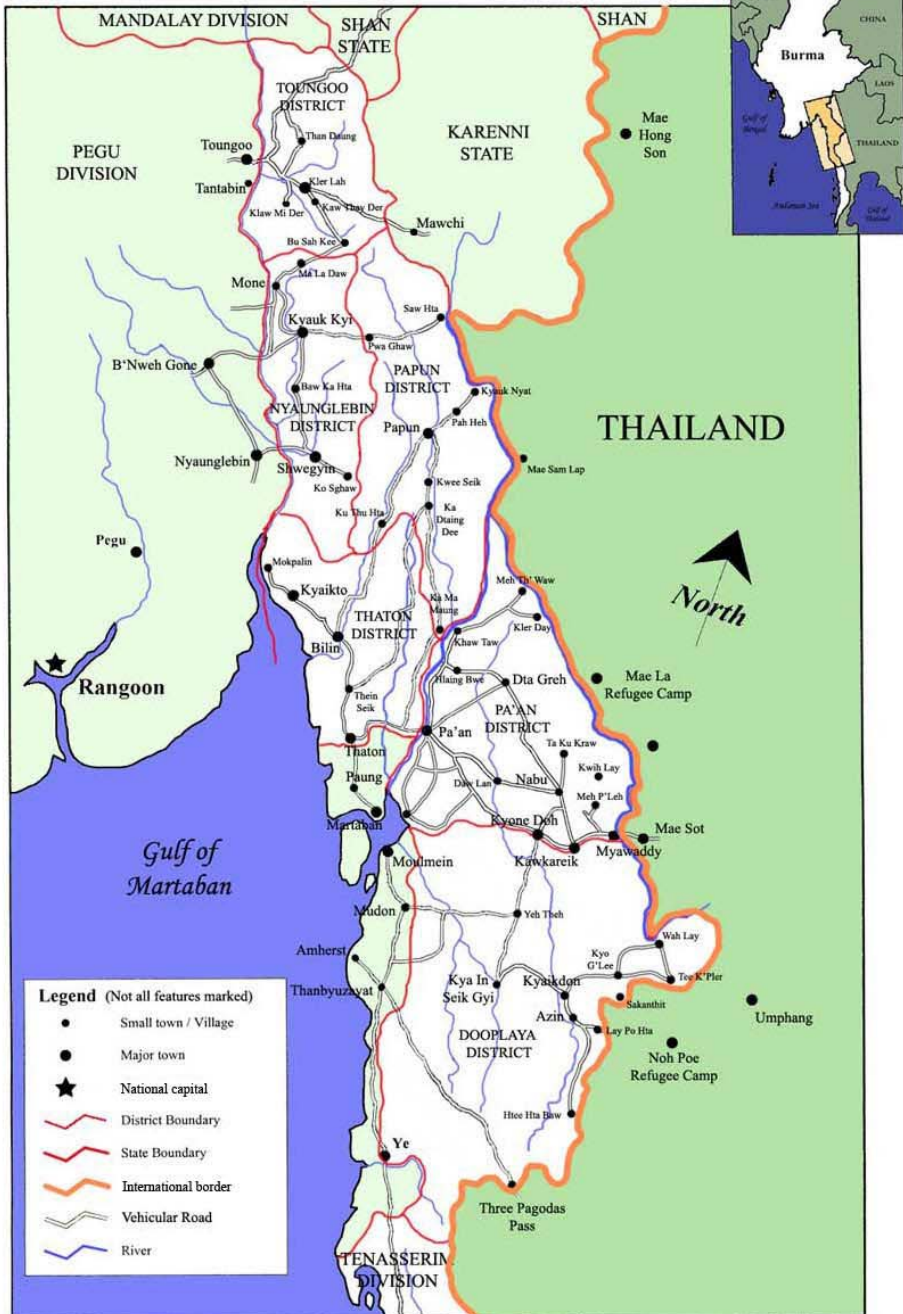 MANDALAY DIVISION
SHAN
STATE
SHAN
CHINA
Burma
LAOS
Gulf of
Bengal
THAILAND
Andaman Sea
Gulf of
Thailand
TOUNGOO
DISTRICT
Than Daung
KARENNI
STATE
Mae
Hong
Son
PEGU
DIVISION
Toungoo
Tantabin
Kler Lah
Klaw Mi Der
Kaw Thay Der
Mawchi
Bu Sah Kee
Ma La Daw
Mone
Saw Hta
Kyauk Kyi
Pwa Ghaw
B'Nweh Gone
PAPUN
DISTRICT
Baw Ka Hta
Kyauk Nyat
NYAUNGLEBIN
DISTRICT
Pah Heh
Papun
THAILAND
Nyaunglebin
Shwegyin
Mae Sam Lap
Ko Sghaw
Kwee Seik
Ku Thu Hta
Ka
Dtaing
Dee
Pegu
Mokpalin
North
Meh Th' Waw
Kyaikto
Ka Ma
Maung
THATON
DISTRICT
Kler Day
Bilin
Khaw Taw
Rangoon
Hlaing Bwe
Dta Greh
Mae La
Refugee Camp
Thein
Seik
PA'AN
DISTRICT
Pa'an
Thaton
Ta Ku Kraw
Paung
Daw Lan
Nabu
Kwih Lay
Meh P'Leh
Martaban
Kyone Doh
Mae Sot
Gulf of
Martaban
Moulmein
Kawkareik
Myawaddy
Mudon
Yeh Theh
Amherst
Wah Lay
Kyo
G'Lee
Thanbyuzayat
Kya In
Seik Gyi
Kyaikdon
Tee K'Pler
Sakanthit
Umphang
Azin
DOOPLAYA
DISTRICT
Lay Po Hta
Noh Poe
Refugee Camp
Htee Hta Baw
Ye
Three Pagodas
Pass
TENASSERIM
DIVISION
Legend (Not all features marked)
Small town / Village
Major town
National capital
District Boundary
State Boundary
International border
Vehicular Road
River